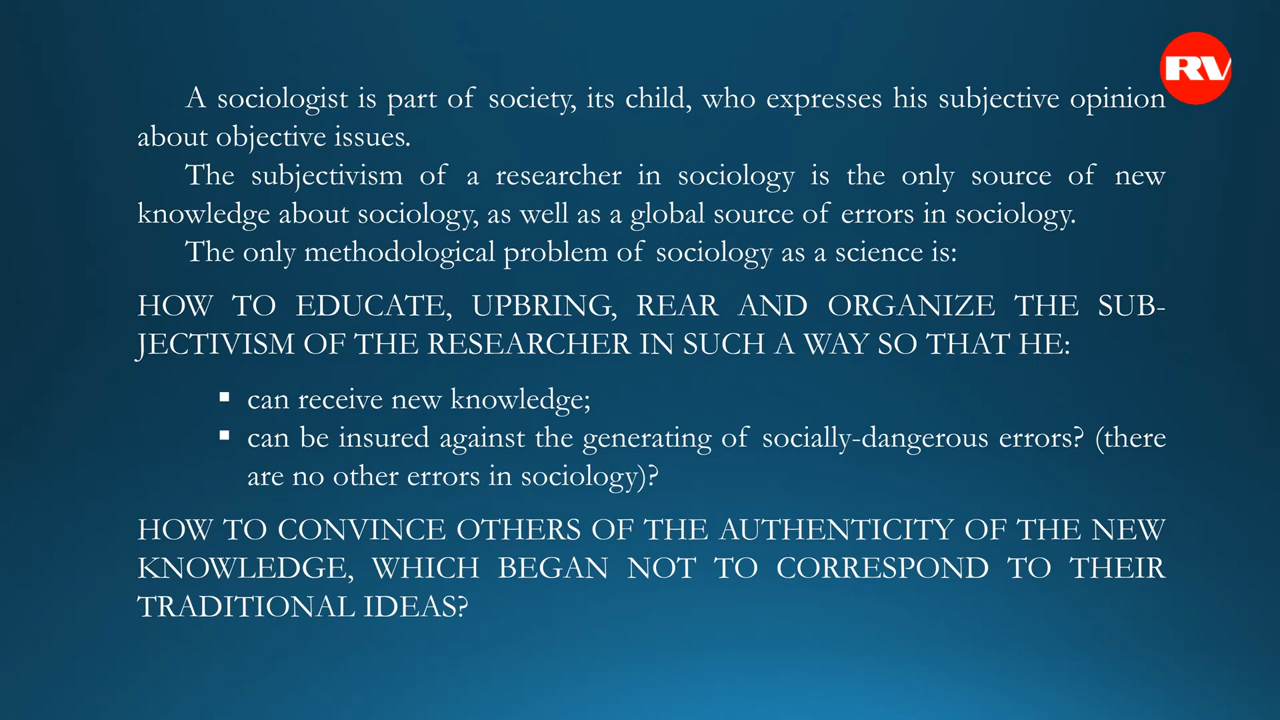 RV
A sociologist is part of society, its child, who expresses his subjective opinion
about objective issues.
The subjectivism of a researcher in sociology is the only source of new
knowledge about sociology, as well as a global source of errors in sociology.
The only methodological problem of sociology as a science is:
HOW TO EDUCATE, UPBRING, REAR AND ORGANIZE THE SUB-
JECTIVISM OF THE RESEARCHER IN SUCH A WAY SO THAT HE:
▪ can receive new knowledge;
▪ can be insured against the generating of socially-dangerous errors? (there
are no other errors in sociology)?
HOW TO CONVINCE OTHERS OF THE AUTHENTICITY OF THE NEW
KNOWLEDGE, WHICH BEGAN NOT TO CORRESPOND TO THEIR
TRADITIONAL IDEAS?